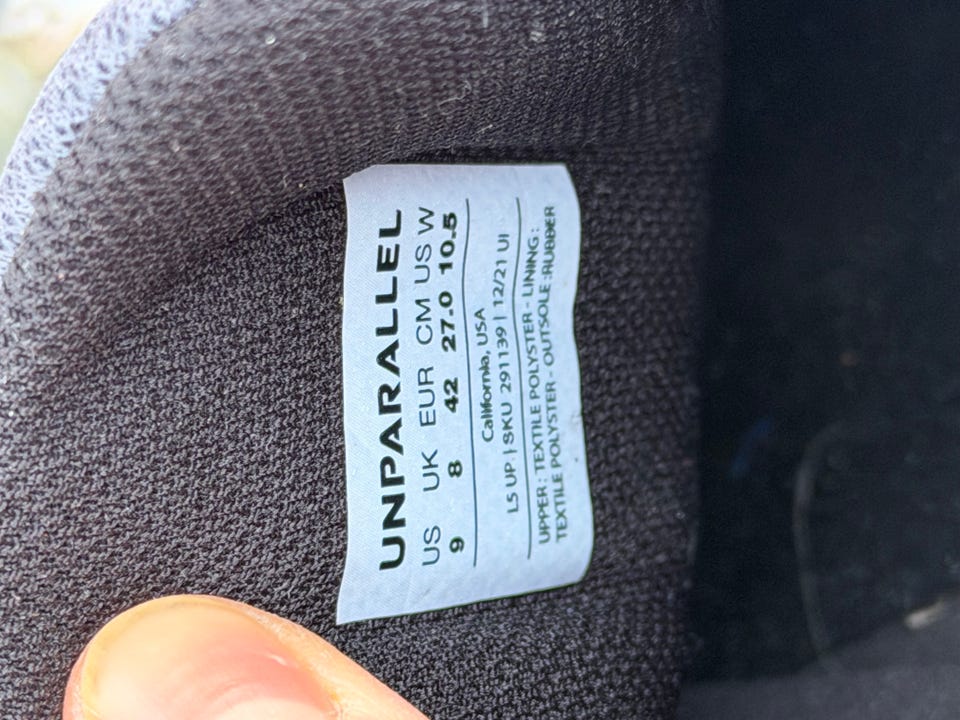 UNPARALLEL
US UK EUR CM US W
9 8 42 27.0 10.5
California, USA
LS UP | SKU 291139 | 12/21 UI
UPPER : TEXTILE POLYSTER - LINING :
TEXTILE POLYSTER - OUTSOLE :RUBBER